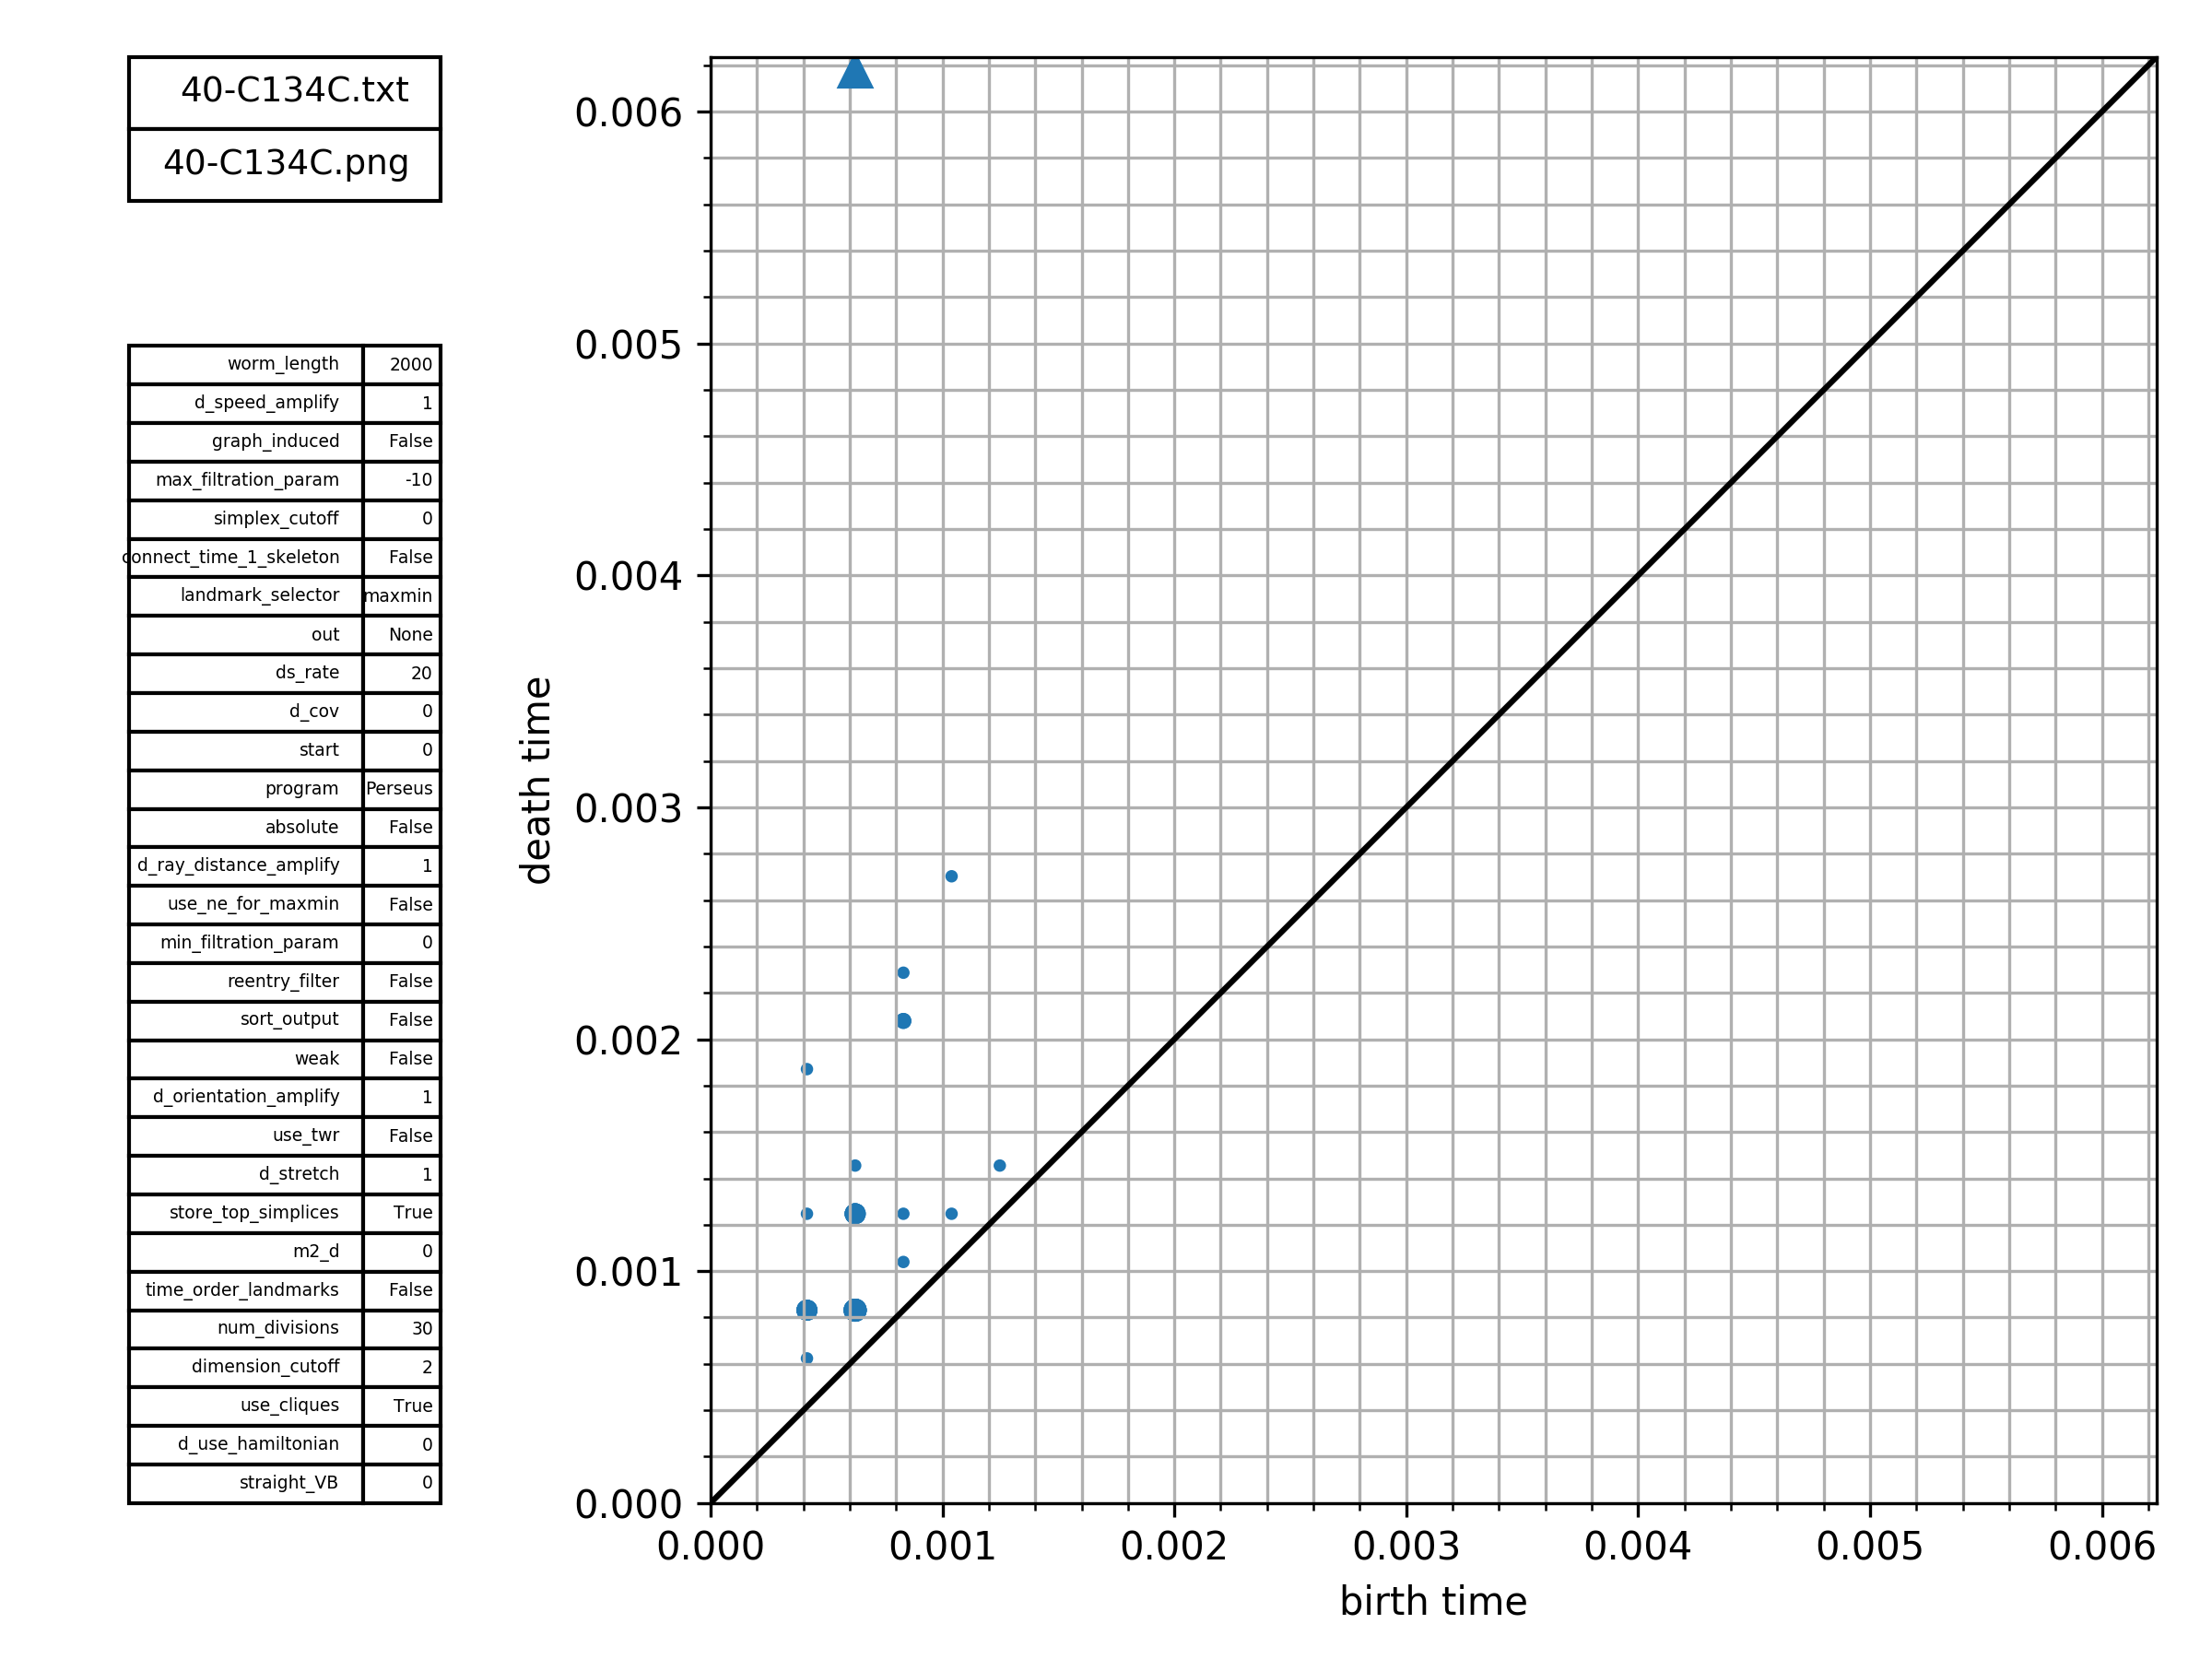 40-C134C.txt
40-C134C.png
worm_length 2000
d_speed_amplify 1
graph_induced False
max_filtration_param -10
simplex_cutoff 0
connect_time_1_skeleton False
landmark_selector maxmin
out None
ds_rate 20
d_cov 0
start 0
program Perseus
absolute False
d_ray_distance_amplify 1
use_ne_for_maxmin False
min_filtration_param 0
reentry_filter False
sort_output False
weak False
d_orientation_amplify 1
use_twr False
d_stretch 1
store_top_simplices True
m2_d 0
time_order_landmarks False
num_divisions 30
dimension_cutoff 2
use_cliques True
d_use_hamiltonian 0
straight_VB 0
death time
0.006
0.005
0.004
0.003
0.002
0.001
0.000
0.000 0.001 0.002 0.003 0.004 0.005 0.006
birth time